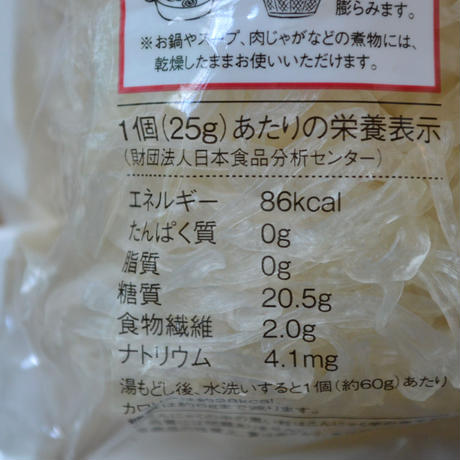 膨らみます。
※お鍋やスープ、肉じゃがなどの煮物には、
乾燥したままお使いいただけます。
1個(25g)あたりの栄養表示
(財団法人日本食品分析センター)
エネルギー 86kcal
たんぱく質 0g
脂質 0g
糖質 20.5g
食物繊維 2.0g
ナトリウム 4.1mg
湯もどし後、水洗いすると1個(約60g)あたり